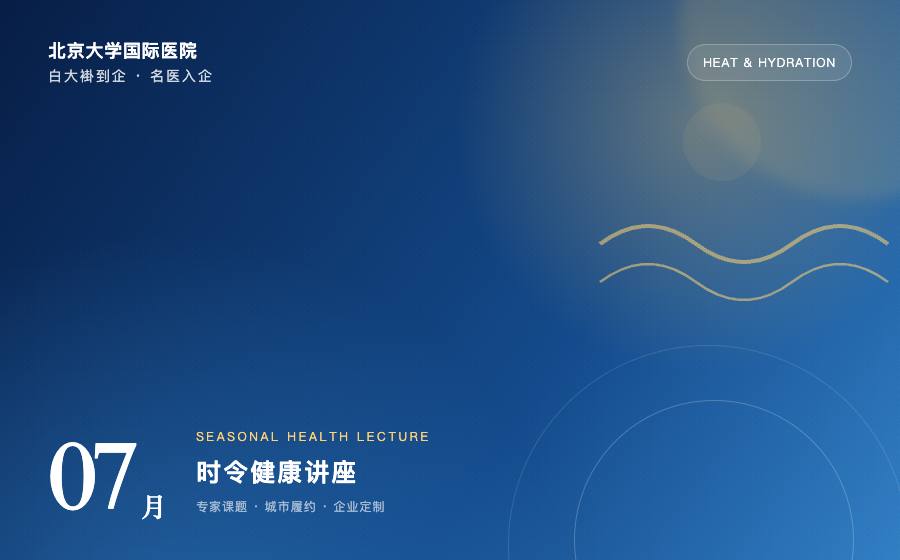 北京大学国际医院
白大褂到企 · 名医入企
HEAT & HYDRATION
SEASONAL HEALTH LECTURE
07月
时令健康讲座
专家课题 · 城市履约 · 企业定制